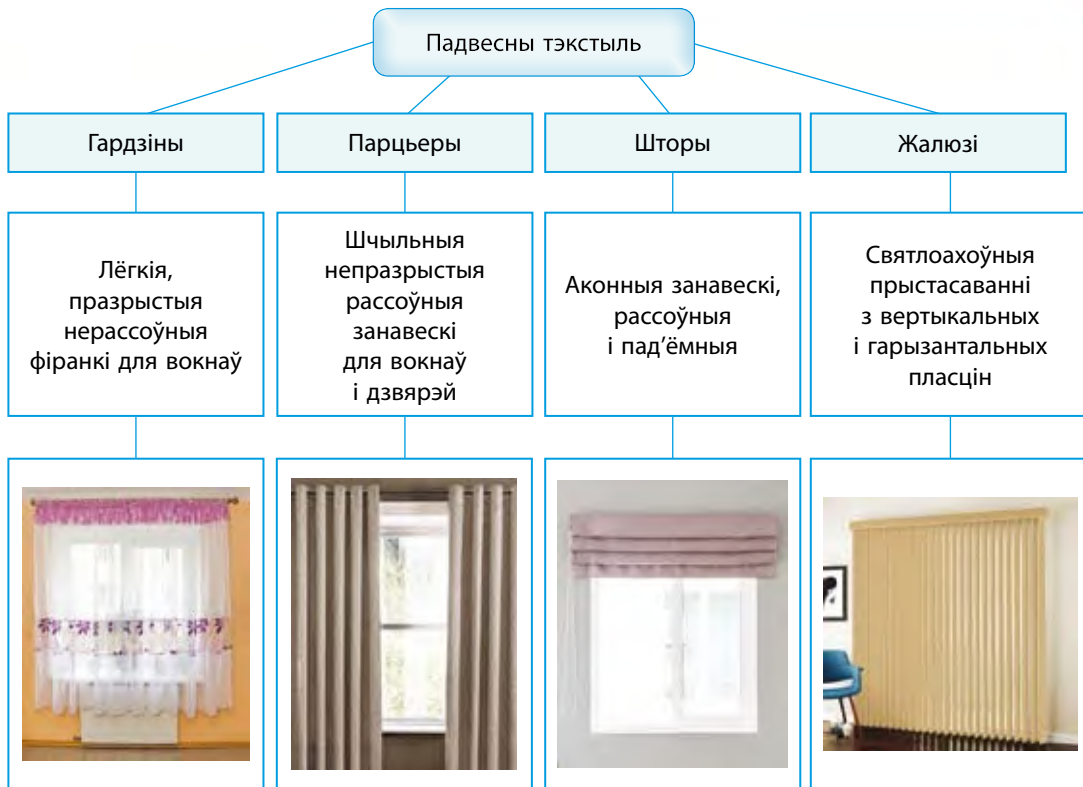 Падвесны тэкстыль
Гардзіны
Парцьеры
Шторы
Жалюзі
Лёгкія,
празрыстыя
нерассоўныя
фіранкі для вокнаў
Шчыльныя
непразрыстыя
рассоўныя
занавескі
для вокнаў
і дзвярэй
Аконныя занавескі,
рассоўныя
і пад’ёмныя
Святлоахоўныя
прыстасаванні
з вертыкальных
і гарызантальных
пласцін